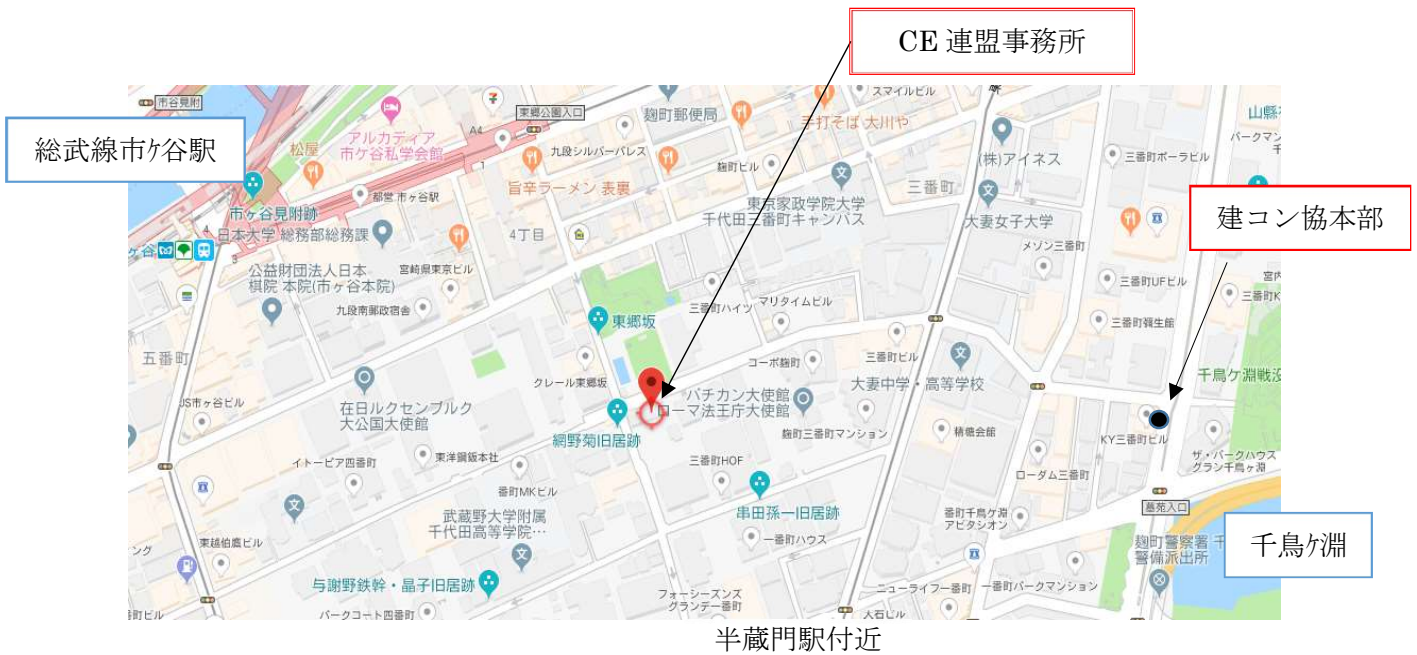 CE 連盟事務所
総武線市ケ谷駅
建コン協本部
千鳥ケ淵
市谷見附
松屋
アルカディア
市ケ谷私学会館
A4
1
東郷公園入口
麹町郵便局
スマイルビル
手打そば 大川や
(株)アイネス
三番町ポーラビル
パークマン
九段シルバーパレス
旨辛ラーメン 表裏
麹町ビル
東京家政学院大学
千代田三番町キャンパス
三番町
大妻女子大学
メゾン三番町
都営 市ヶ谷駅
市ヶ谷見附跡
4
3
日本大学 総務部総務課
4丁目
公益財団法人日本
棋院 本院(市ヶ谷本院)
宮崎県東京ビル
九段南郵政宿舎
五番町
東郷坂
三番町ハイツ
マリタイムビル
三番町UFビル
三番町彌生館
クレール東郷坂
コーポ麹町
三番町ビル
大妻中学・高等学校
千鳥ケ淵戦没
JS市ヶ谷ビル
在日ルクセンブルク
大公国大使館
バチカン大使館
ローマ法王庁大使館
網野菊旧居跡
麹町三番町マンション
精糖会館
KY三番町ビル
ザ・パークハウス
グラン千鳥ヶ淵
イトーピア四番町
東洋鋼鈑本社
番町MKビル
三番町HOF
ローダム三番町
串田孫一旧居跡
武蔵野大学附属
千代田高等学院…
一番町ハウス
番町千鳥ヶ淵
アビタシオン
墓苑入口
麹町警察署 千
警備派出所
東越伯鷹ビル
与謝野鉄幹・晶子旧居跡
パークコート四番町
フォーシーズンズ
グランデ一番町
ニューライフ一番町
一番町パークマンション
大石ビル
半蔵門駅付近